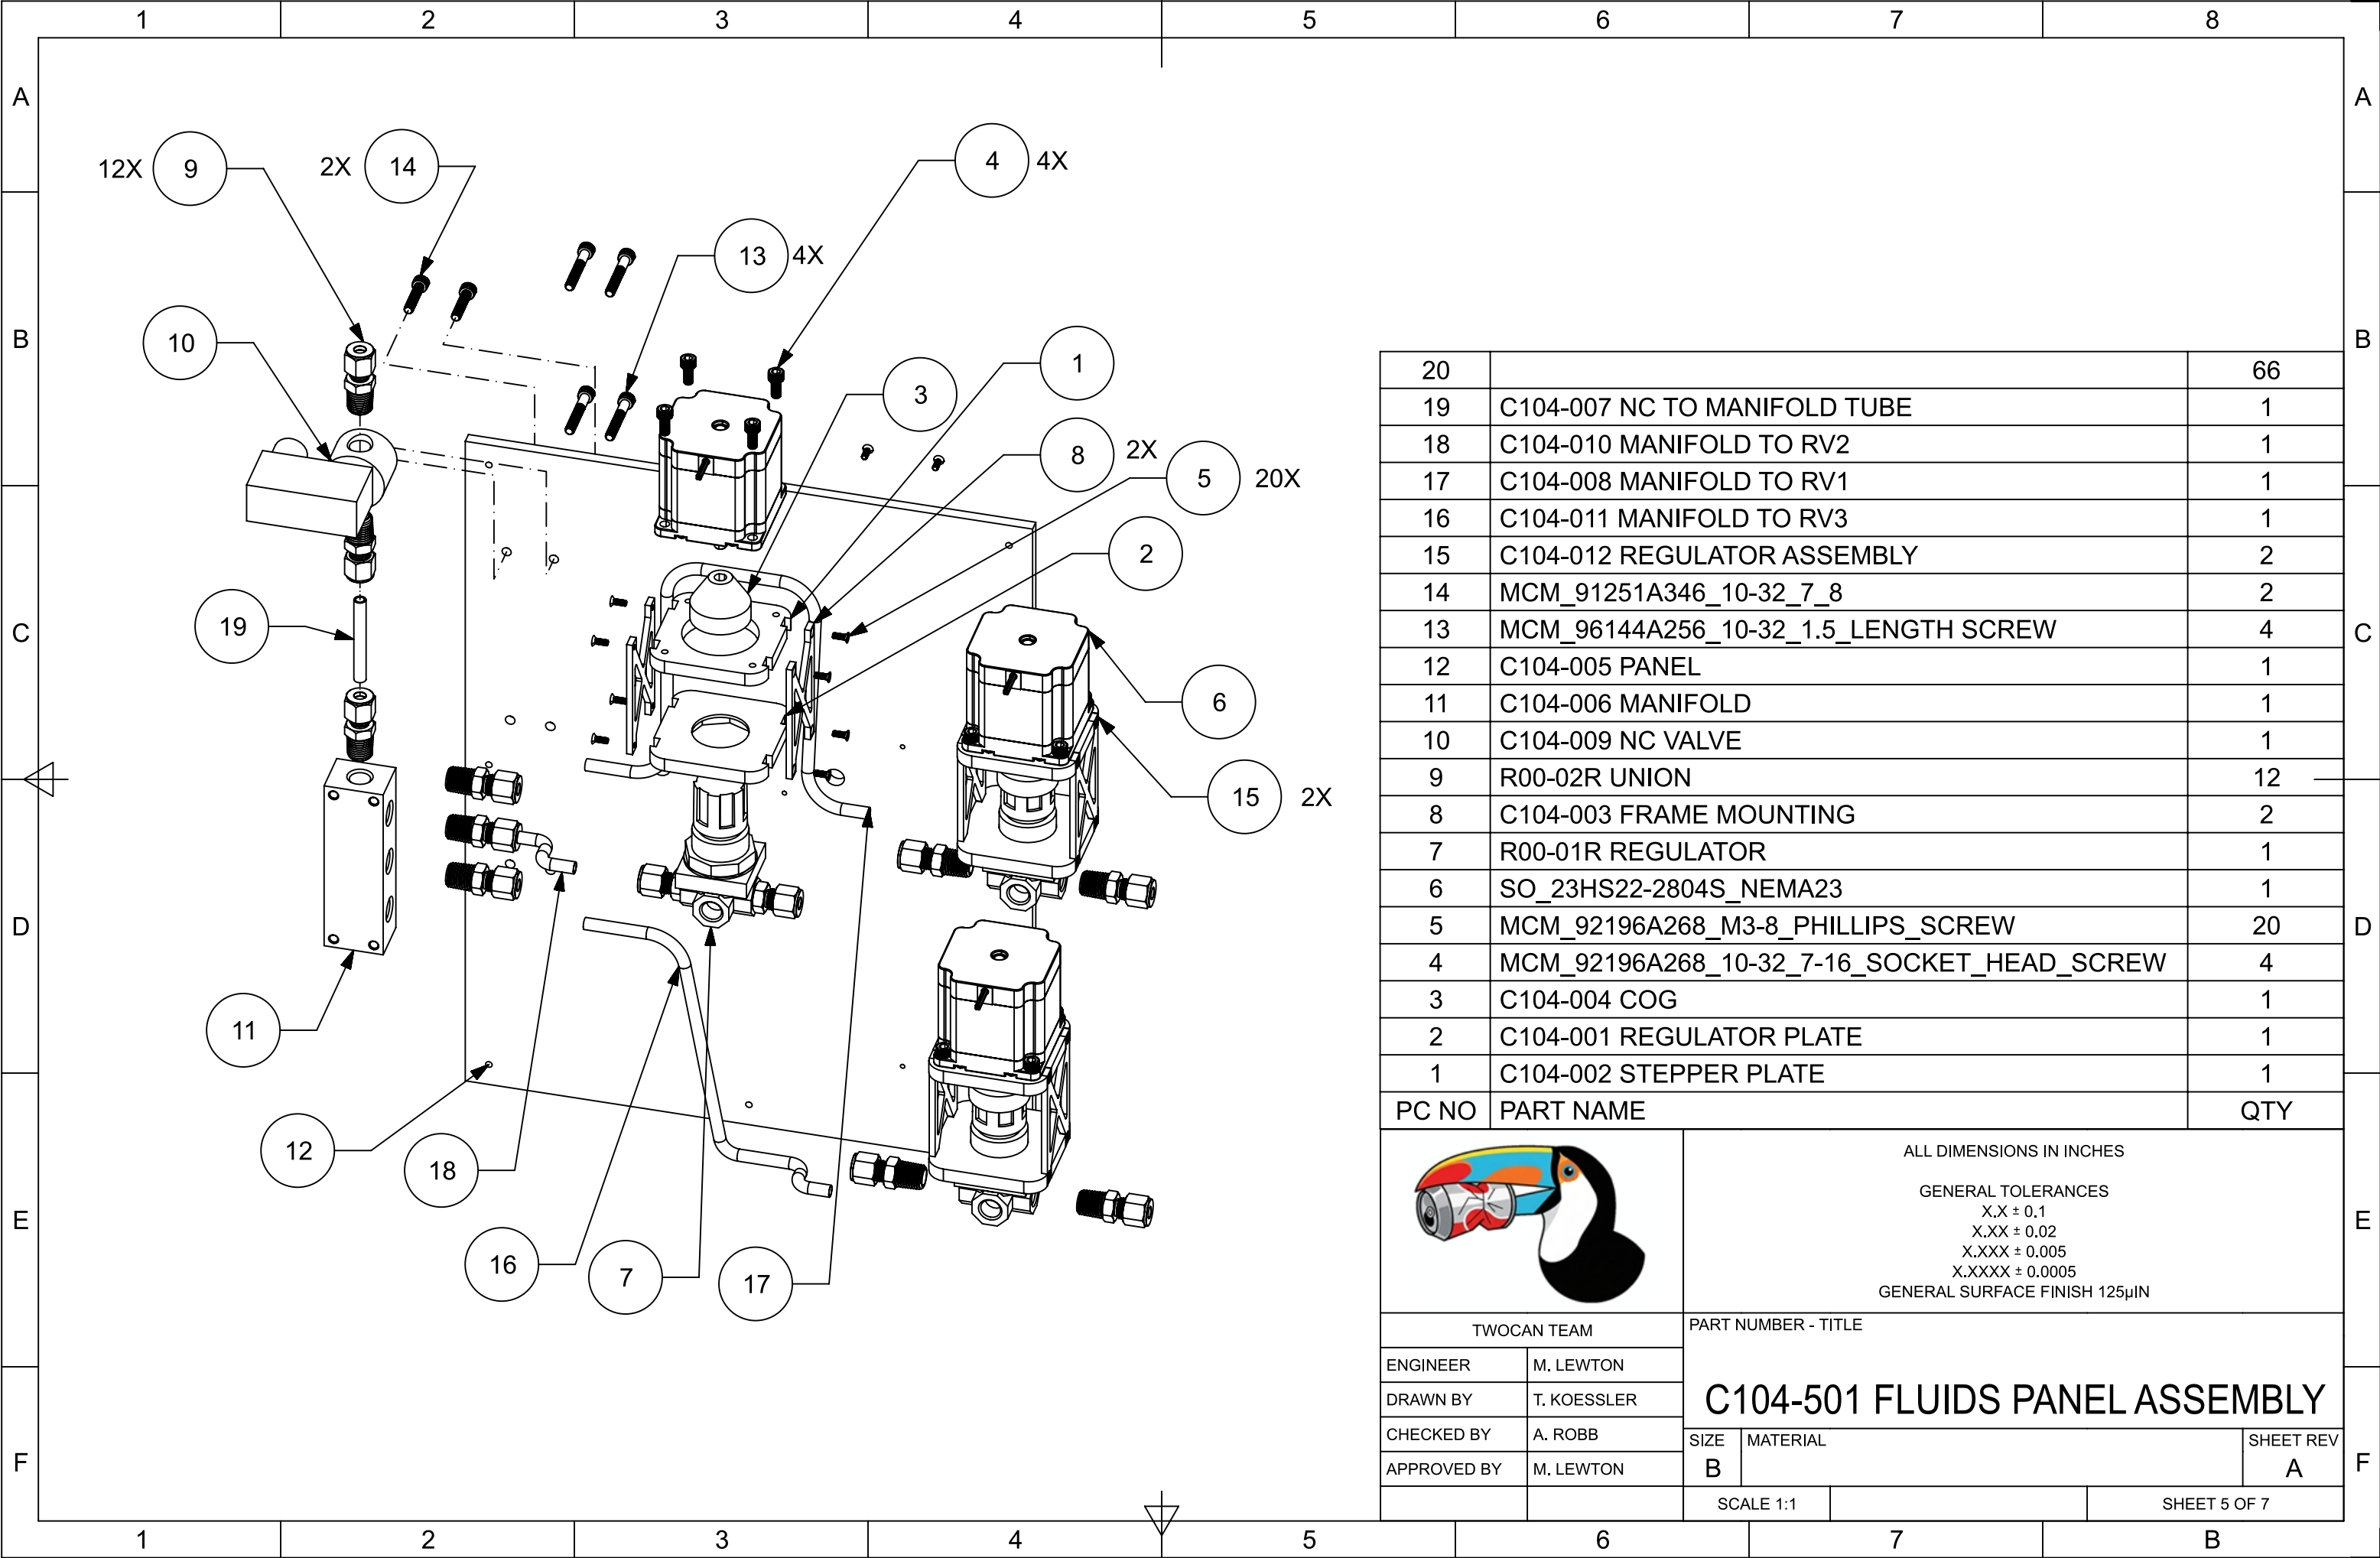 1 2 3 4 5 6 7 8
A A
12X 9
2X 14
4 4X
13 4X
B B
10
1
3
8 2X
5 20X
2
C C
19
6
15 2X
D D
11
12
18
E E
16
7
17
F F
20 66
19 C104-007 NC TO MANIFOLD TUBE 1
18 C104-010 MANIFOLD TO RV2 1
17 C104-008 MANIFOLD TO RV1 1
16 C104-011 MANIFOLD TO RV3 1
15 C104-012 REGULATOR ASSEMBLY 2
14 MCM_91251A346_10-32_7_8 2
13 MCM_96144A256_10-32_1.5_LENGTH SCREW 4
12 C104-005 PANEL 1
11 C104-006 MANIFOLD 1
10 C104-009 NC VALVE 1
9 R00-02R UNION 12
8 C104-003 FRAME MOUNTING 2
7 R00-01R REGULATOR 1
6 SO_23HS22-2804S_NEMA23 1
5 MCM_92196A268_M3-8_PHILLIPS_SCREW 20
4 MCM_92196A268_10-32_7-16_SOCKET_HEAD_SCREW 4
3 C104-004 COG 1
2 C104-001 REGULATOR PLATE 1
1 C104-002 STEPPER PLATE 1
PC NO PART NAME QTY
ALL DIMENSIONS IN INCHES
GENERAL TOLERANCES
X.X ± 0.1
X.XX ± 0.02
X.XXX ± 0.005
X.XXXX ± 0.0005
GENERAL SURFACE FINISH 125µIN
TWOCAN TEAM
ENGINEER M. LEWTON
DRAWN BY T. KOESSLER
CHECKED BY A. ROBB
APPROVED BY M. LEWTON
PART NUMBER - TITLE
C104-501 FLUIDS PANEL ASSEMBLY
SIZE MATERIAL SHEET REV
B A
SCALE 1:1 SHEET 5 OF 7
1 2 3 4 5 6 7 B